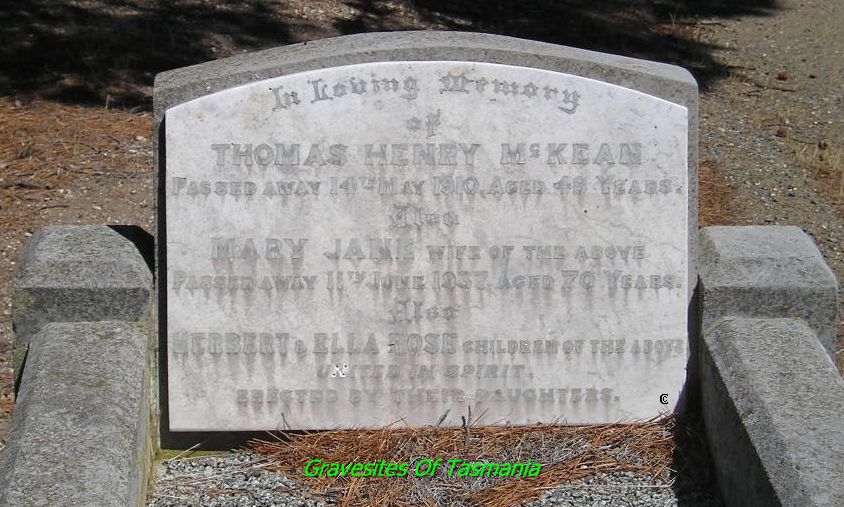 In Loving Memory
of
THOMAS HENRY McKEAN
PASSED AWAY 14TH MAY 1910, AGED 48 YEARS.
Also
MARY JANE WIFE OF THE ABOVE
PASSED AWAY 11TH JUNE 1937, AGED 70 YEARS.
Also
HERBERT & ELLA ROSE CHILDREN OF THE ABOVE
UNITED IN SPIRIT.
ERECTED BY THEIR DAUGHTERS.
©
Gravesites Of Tasmania